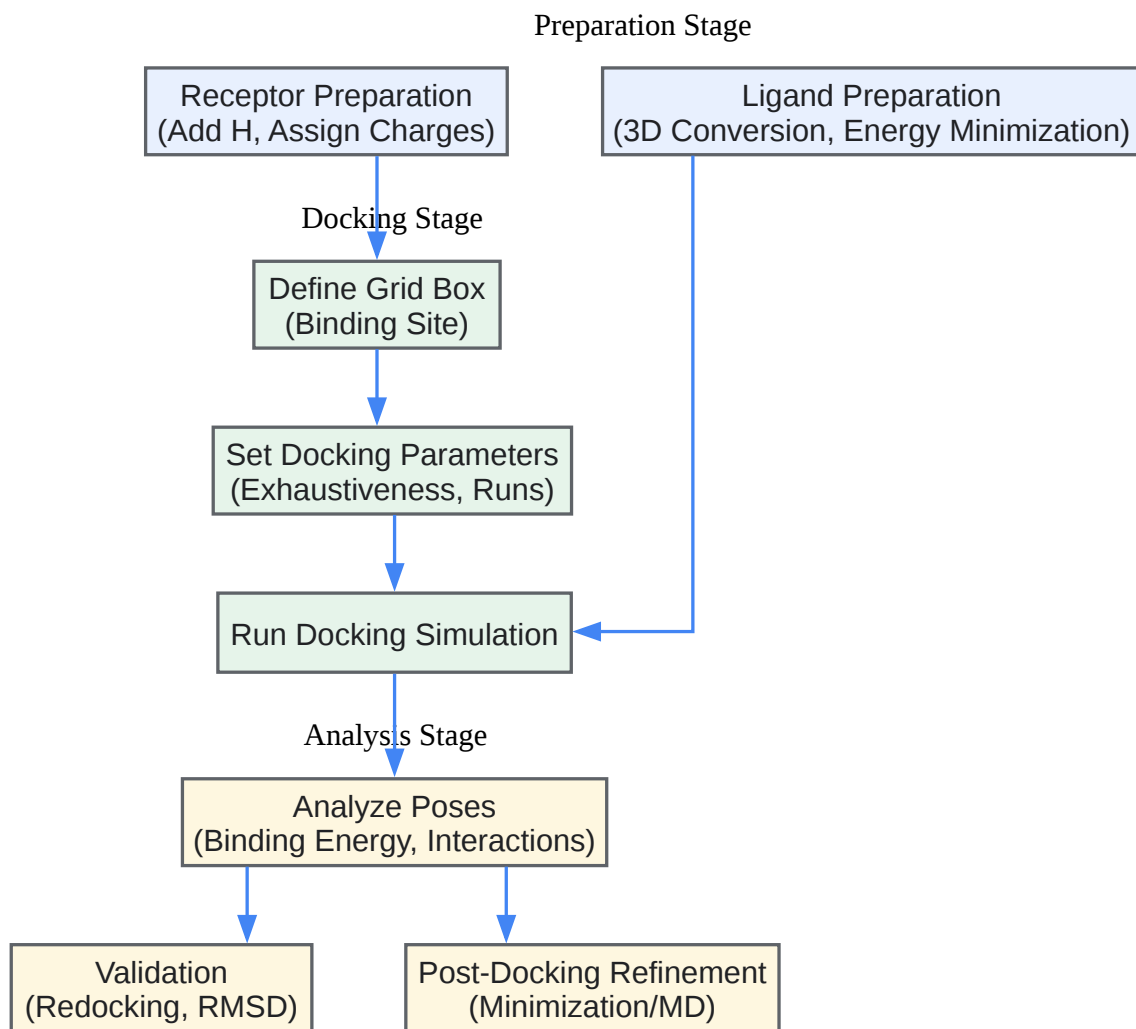 Preparation Stage
Receptor Preparation
(Add H, Assign Charges)
Ligand Preparation
(3D Conversion, Energy Minimization)
Docking Stage
Define Grid Box
(Binding Site)
Set Docking Parameters
(Exhaustiveness, Runs)
Run Docking Simulation
Analysis Stage
Analyze Poses
(Binding Energy, Interactions)
Validation
(Redocking, RMSD)
Post-Docking Refinement
(Minimization/MD)